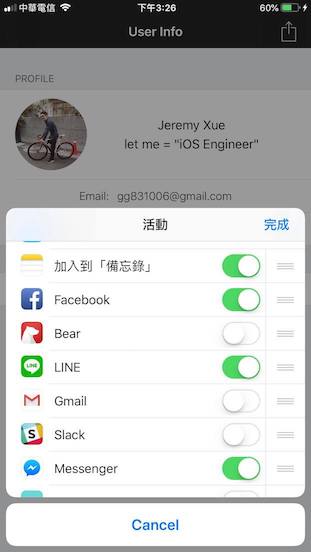 中華電信
下午3:26
60%
User Info
PROFILE
Jeremy Xue
let me = "iOS Engineer"
Email: gg831006@gmail.com
活動
完成
加入到「備忘錄」
Facebook
Bear
LINE
Gmail
Slack
Messenger
Cancel